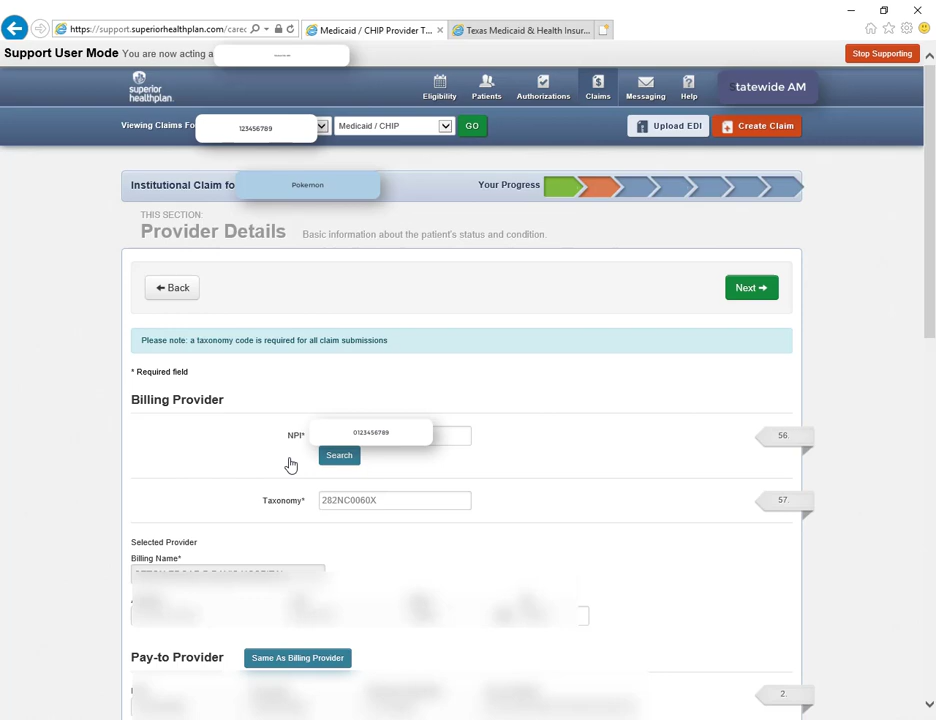 https://support.superiorhealthplan.com/carec
Medicaid / CHIP Provider T...
Texas Medicaid & Health Insur...
Support User Mode You are now acting a
Stop Supporting
superior
healthplan.
Eligibility
Patients
Authorizations
Claims
Messaging
Help
Statewide AM
Viewing Claims Fo
123456789
Medicaid / CHIP
GO
Upload EDI
Create Claim
Institutional Claim fo
Pokemon
Your Progress
THIS SECTION:
Provider Details
Basic information about the patient's status and condition.
Back
Next
Please note: a taxonomy code is required for all claim submissions
* Required field
Billing Provider
NPI*
0123456789
56.
Search
Taxonomy*
282NC0060X
57.
Selected Provider
Billing Name*
Pay-to Provider
Same As Billing Provider
2.